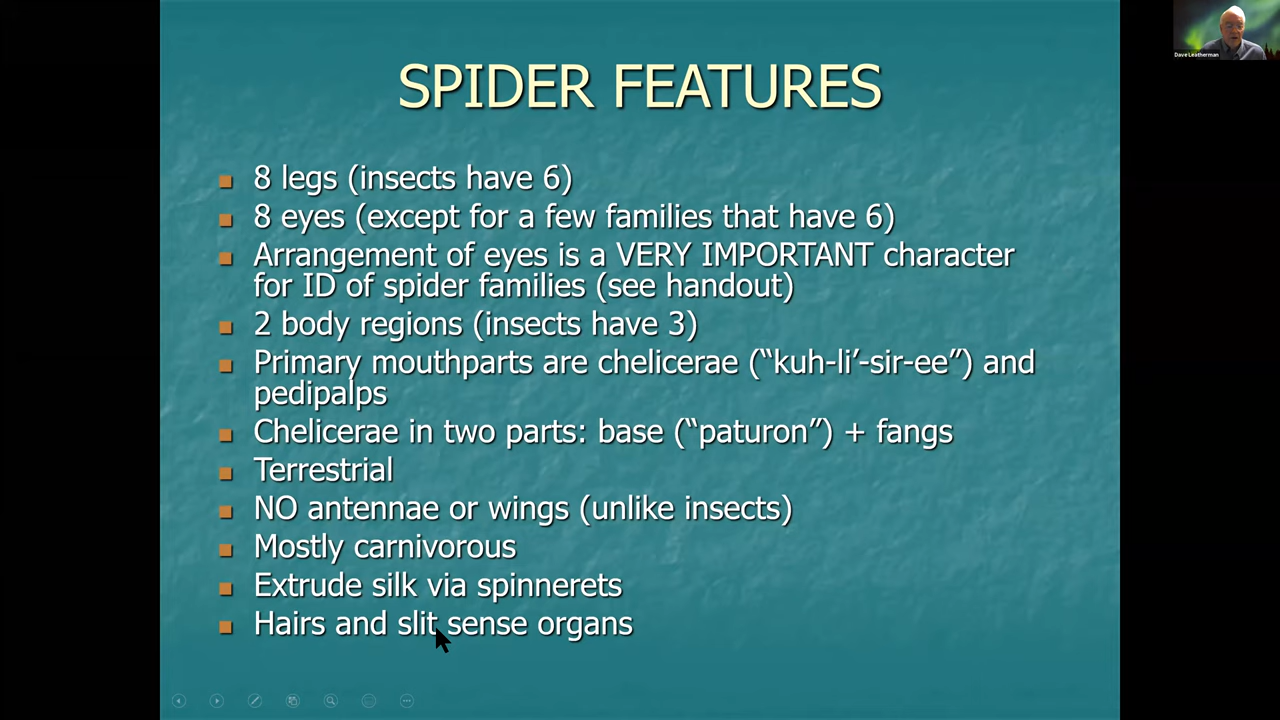 SPIDER FEATURES
8 legs (insects have 6)
8 eyes (except for a few families that have 6)
Arrangement of eyes is a VERY IMPORTANT character
for ID of spider families (see handout)
2 body regions (insects have 3)
Primary mouthparts are chelicerae (“kuh-li’-sir-ee”) and
pedipalps
Chelicerae in two parts: base (“paturon”) + fangs
Terrestrial
NO antennae or wings (unlike insects)
Mostly carnivorous
Extrude silk via spinnerets
Hairs and slit sense organs
Dave Leatherman